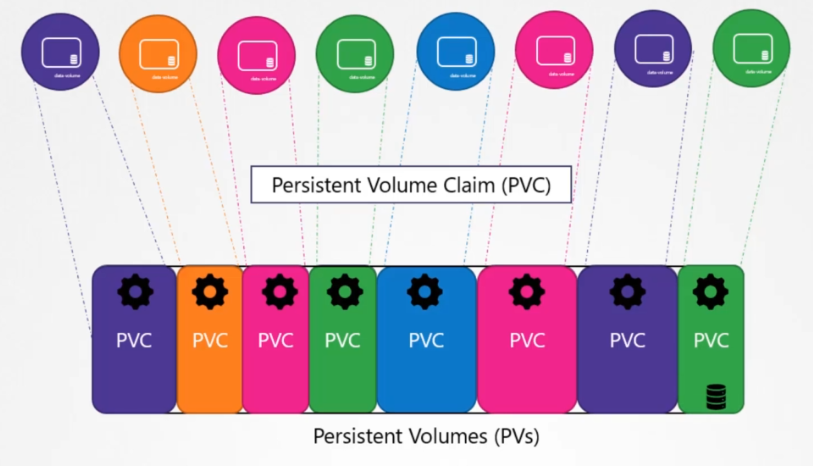 data-volume
data-volume
data-volume
data-volume
data-volume
data-volume
data-volume
data-volume
Persistent Volume Claim (PVC)
PVC
PVC
PVC
PVC
PVC
PVC
PVC
PVC
Persistent Volumes (PVs)